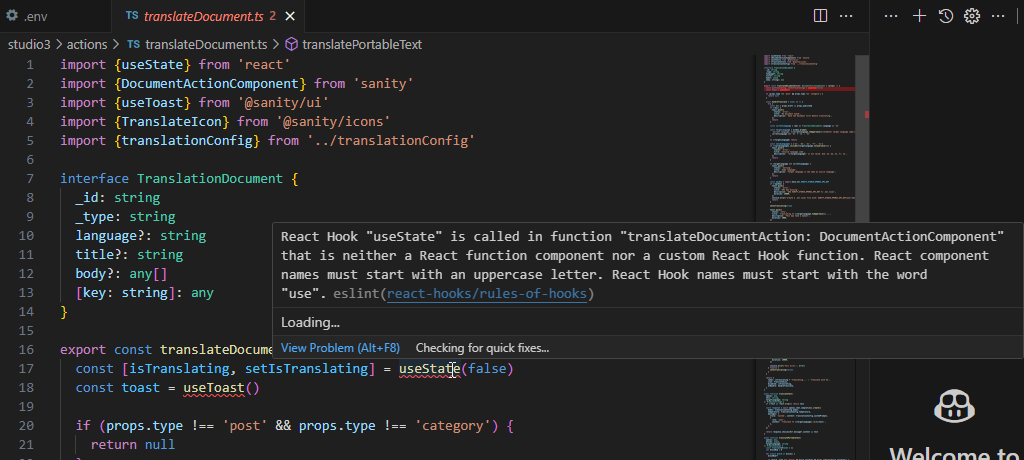 .env
TS translateDocument.ts 2
studio3 > actions > TS translateDocument.ts > translatePortableText
1 import {useState} from 'react'
2 import {DocumentActionComponent} from 'sanity'
3 import {useToast} from '@sanity/ui'
4 import {TranslateIcon} from '@sanity/icons'
5 import {translationConfig} from '../translationConfig'
6
7 interface TranslationDocument {
8 _id: string
9 _type: string
10 language?: string
11 title?: string
12 body?: any[]
13 [key: string]: any
14 }
15
16 export const translateDocume
17 const [isTranslating, setIsTranslating] = useState(false)
18 const toast = useToast()
19
20 if (props.type !== 'post' && props.type !== 'category') {
21 return null
React Hook "useState" is called in function "translateDocumentAction: DocumentActionComponent"
that is neither a React function component nor a custom React Hook function. React component
names must start with an uppercase letter. React Hook names must start with the word
"use". eslint(react-hooks/rules-of-hooks)
Loading...
View Problem (Alt+F8) Checking for quick fixes...
Welcome to